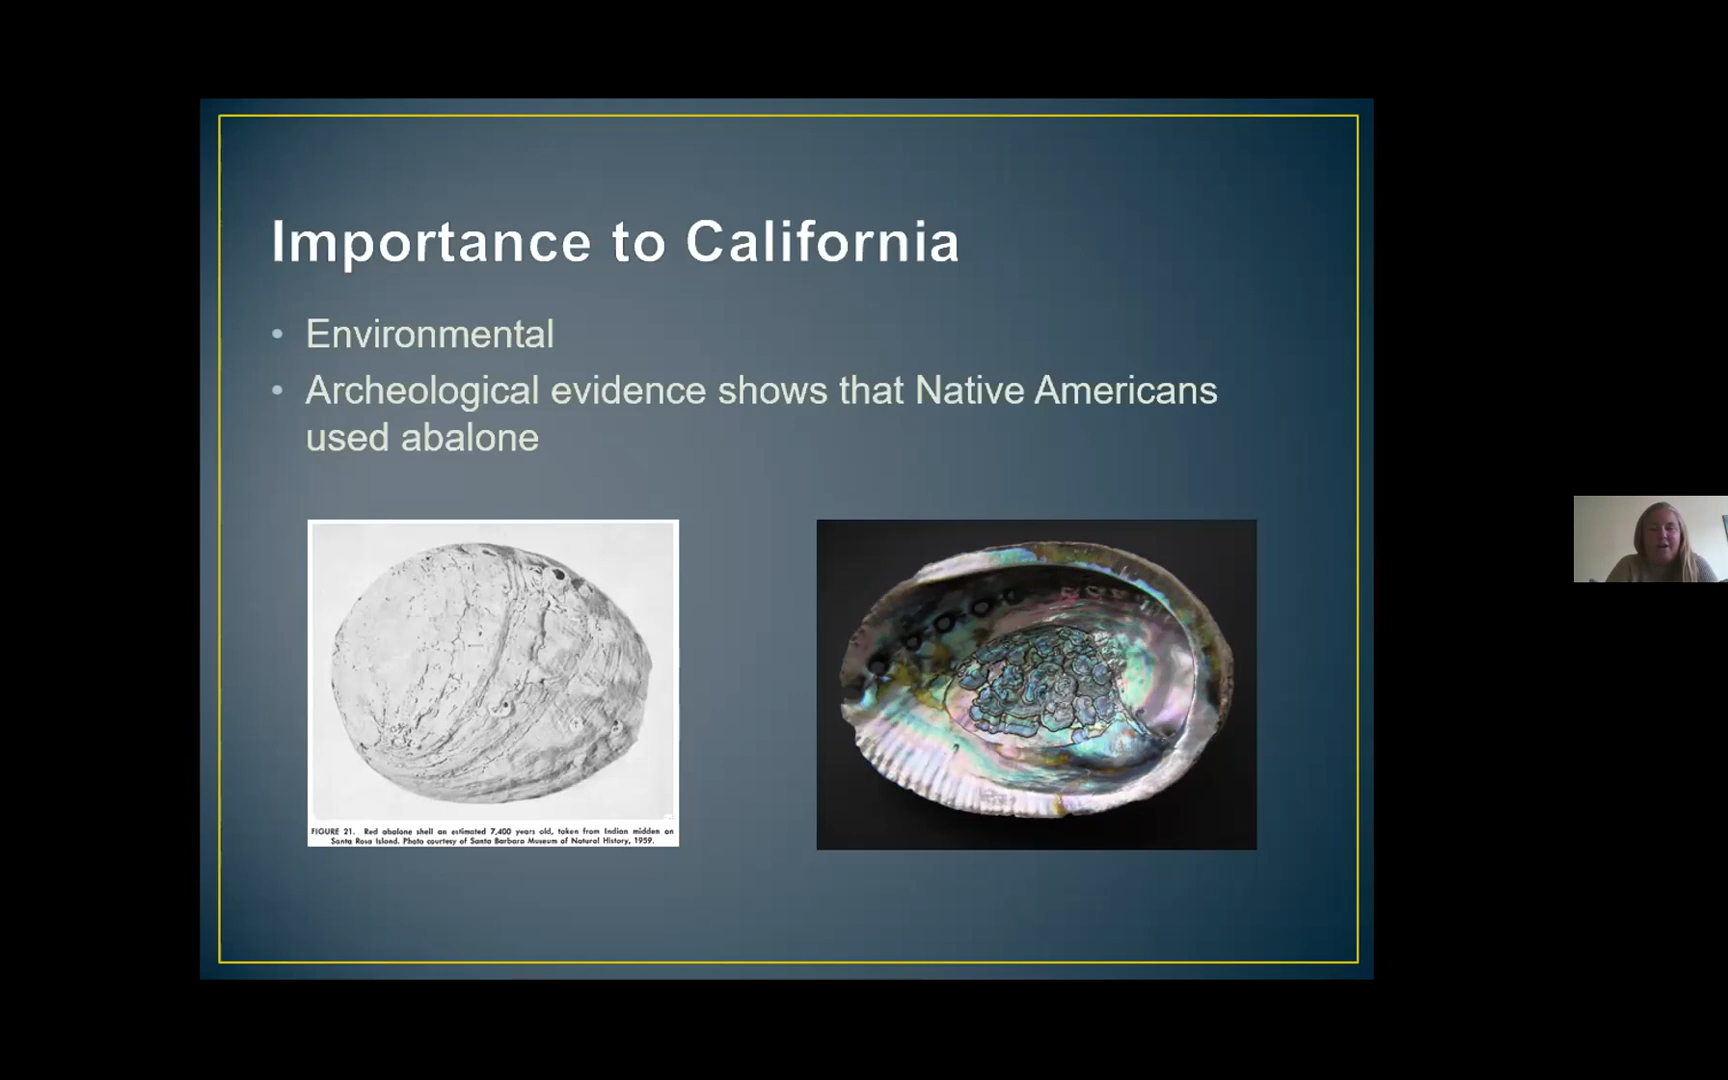 Importance to California
• Environmental
• Archeological evidence shows that Native Americans
used abalone
FIGURE 21. Red abalone shell an estimated 7,400 years old, taken from Indian midden on
Santa Rosa Island. Photo courtesy of Santa Barbara Museum of Natural History, 1959.